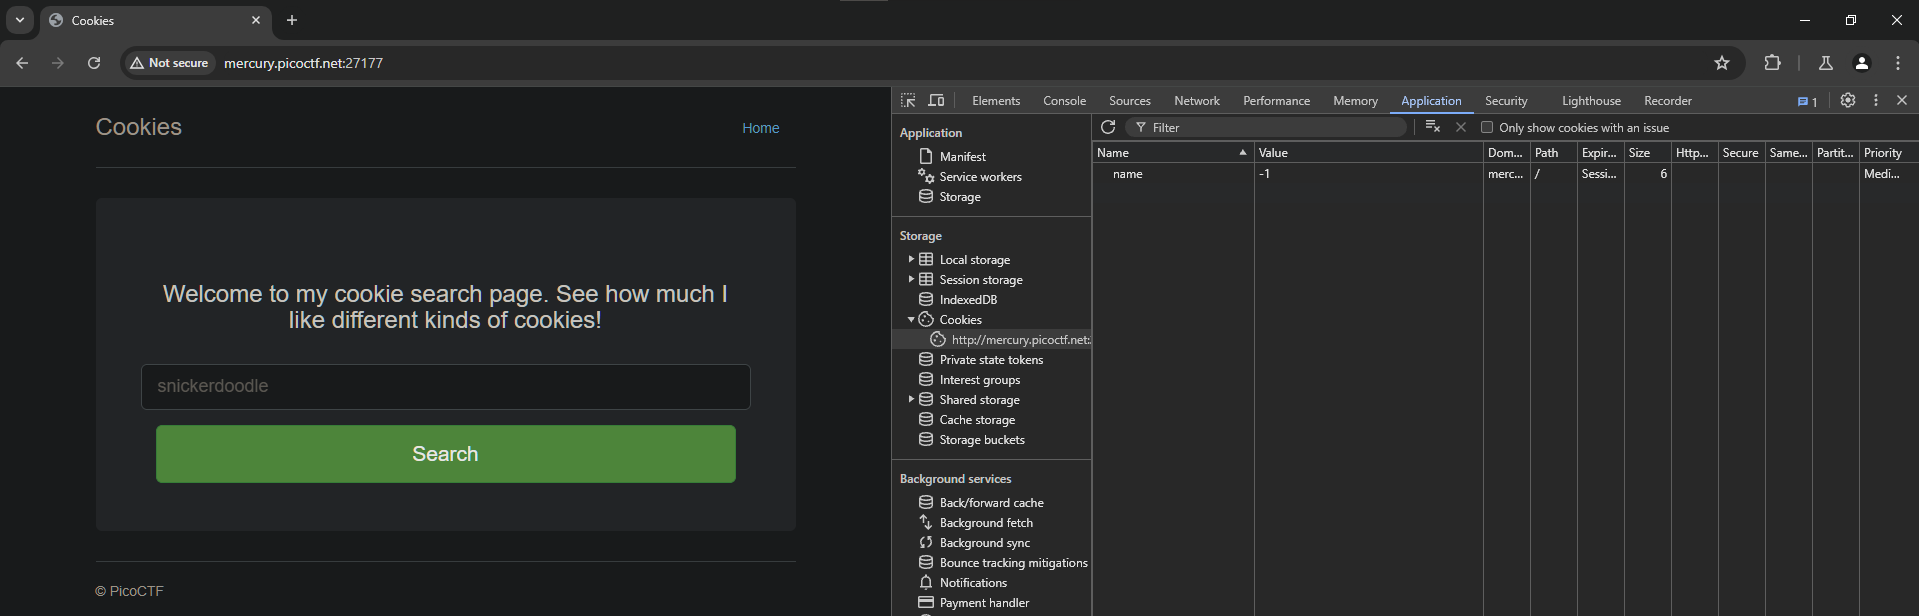 Cookies
Not secure mercury.picoctf.net:27177
Cookies
Home
Welcome to my cookie search page. See how much I
like different kinds of cookies!
snickerdoodle
Search
© PicoCTF
Elements Console Sources Network Performance Memory Application Security Lighthouse Recorder 1
Application
Manifest
Service workers
Storage
Storage
Local storage
Session storage
IndexedDB
Cookies
http://mercury.picoctf.net:
Private state tokens
Interest groups
Shared storage
Cache storage
Storage buckets
Background services
Back/forward cache
Background fetch
Background sync
Bounce tracking mitigations
Notifications
Payment handler
Filter Only show cookies with an issue
Name Value Dom... Path Expir... Size Http... Secure Same... Partit... Priority
name -1 merc... / Sessi... 6 Medi...